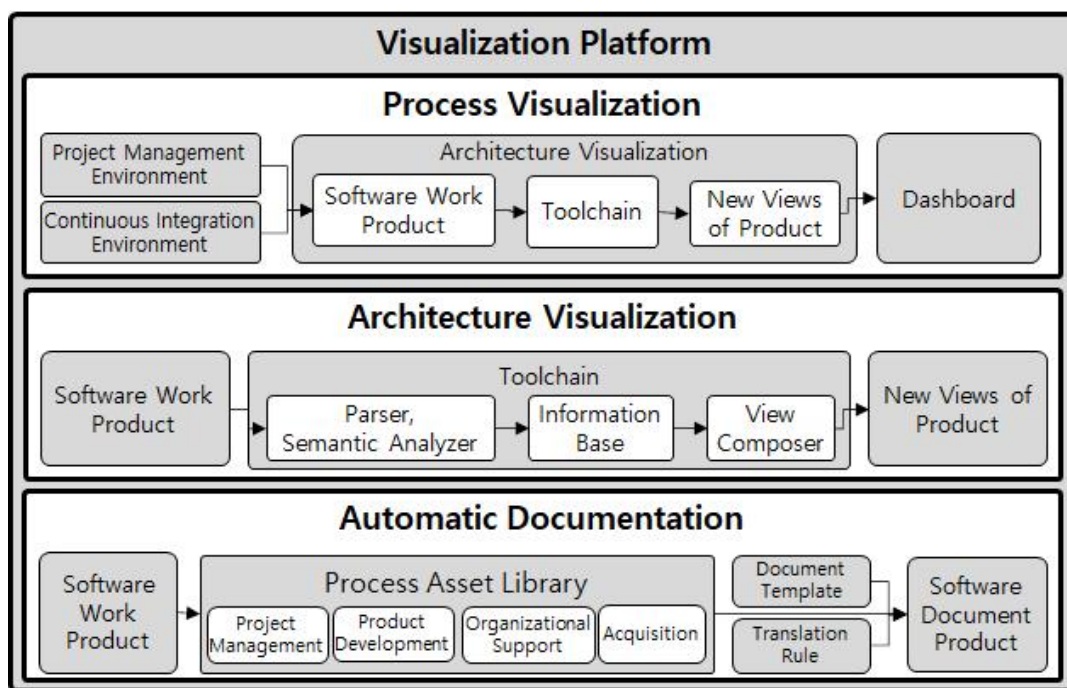 Visualization Platform
Process Visualization
Project Management
Environment
Continuous Integration
Environment
Architecture Visualization
Software Work
Product
Toolchain
New Views
of Product
Dashboard
Architecture Visualization
Software Work
Product
Toolchain
Parser,
Semantic Analyzer
Information
Base
View
Composer
New Views of
Product
Automatic Documentation
Software
Work
Product
Process Asset Library
Project
Management
Product
Development
Organizational
Support
Acquisition
Document
Template
Translation
Rule
Software
Document
Product